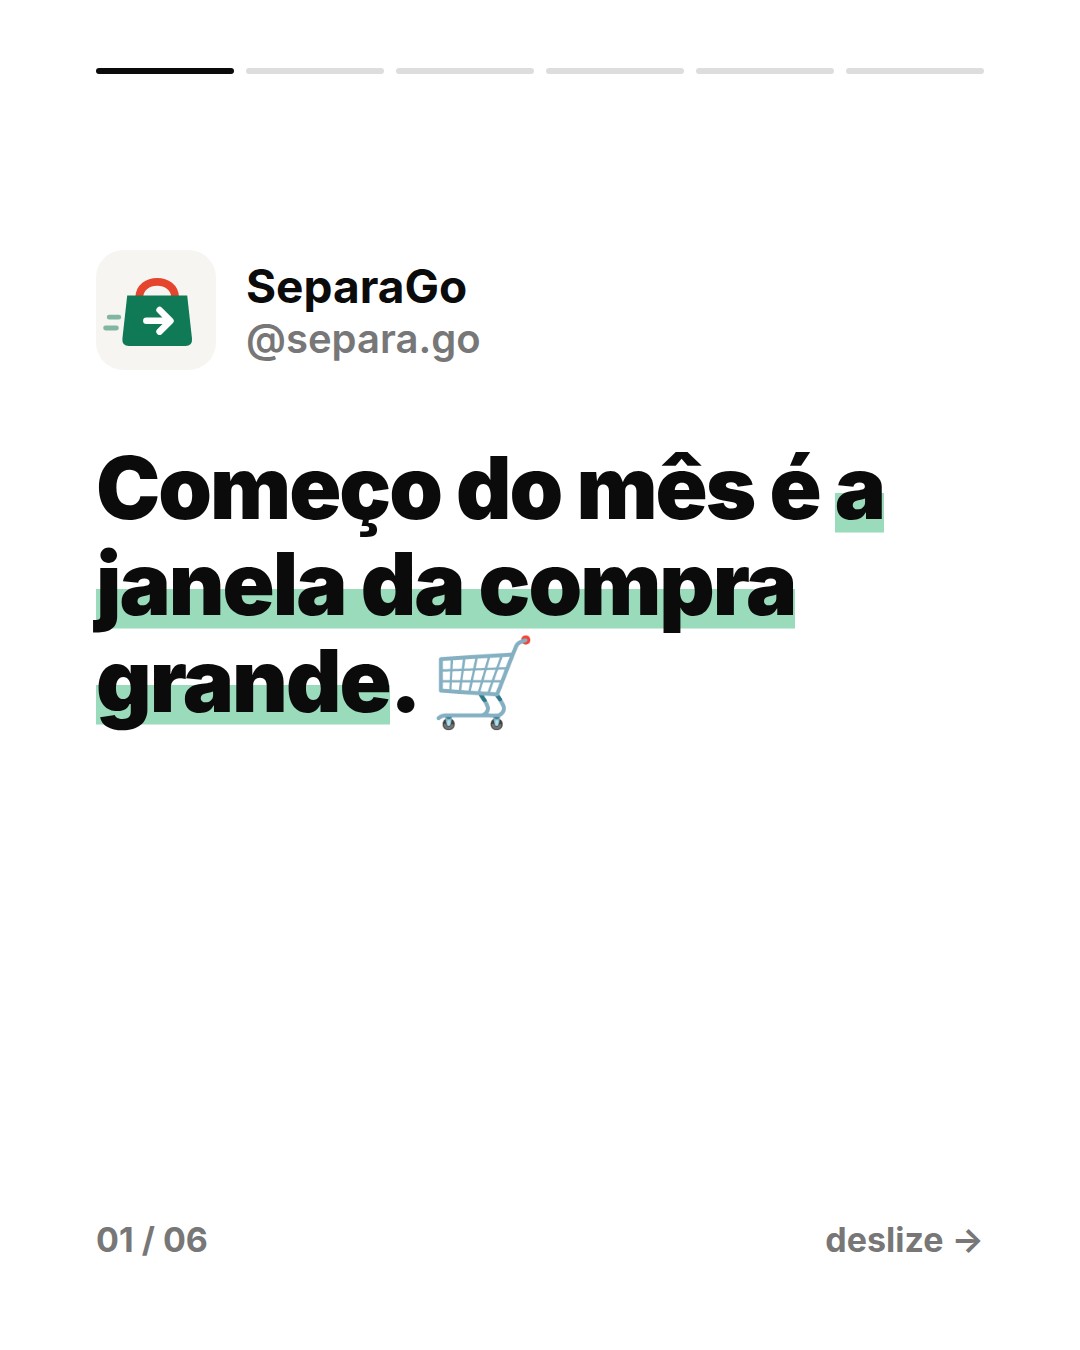 SeparaGo
@separa.go
Começo do mês é a
janela da compra
grande. 🛒
01 / 06
deslize →